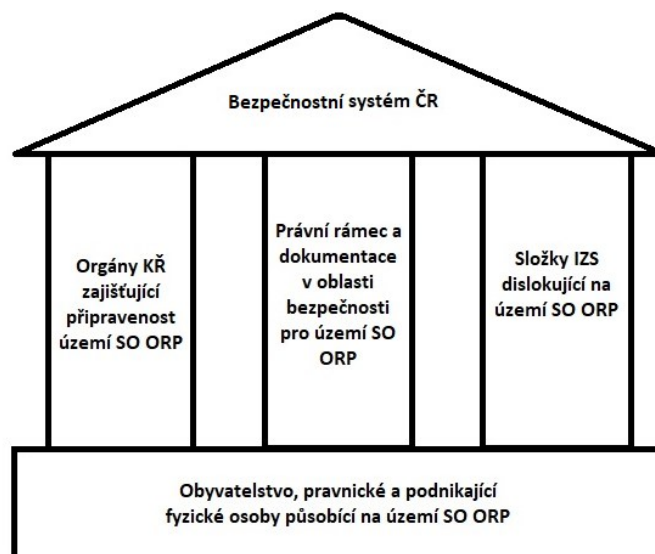 Bezpečnostní systém ČR
Orgány KŘ
zajišťující
připravenost
území SO ORP
Právní rámec a
dokumentace
v oblasti
bezpečnosti
pro území SO
ORP
Složky IZS
dislokující na
území SO ORP
Obyvatelstvo, pravnické a podnikající
fyzické osoby působící na území SO ORP